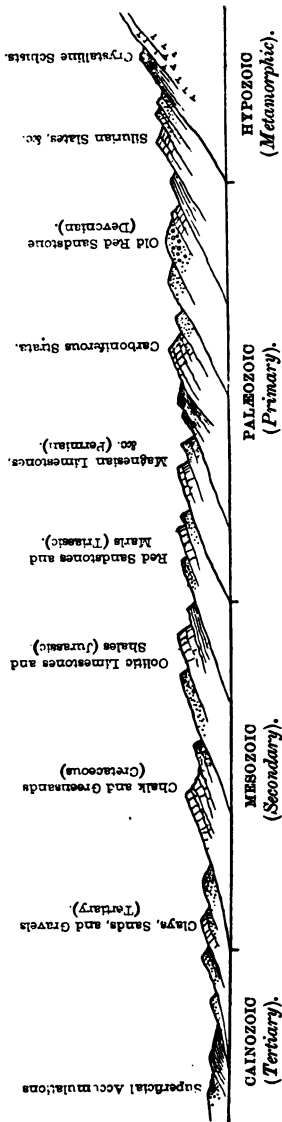 Superficial Accumulations
Clays, Sands, and Gravels
(Tertiary).
Chalk and Greensands
(Cretaceous)
Oolitic Limestones and
Shales (Jurassic).
Red Sandstones and
Marls (Triassic).
Magnesian Limestones,
&c. (Permian).
Carboniferous Strata.
Old Red Sandstone
(Devonian).
Silurian Slates, &c.
Crystalline Schists.
CAINOZOIC
(Tertiary).
MESOZOIC
(Secondary).
PALÆOZOIC
(Primary).
HYPOZOIC
(Metamorphic).